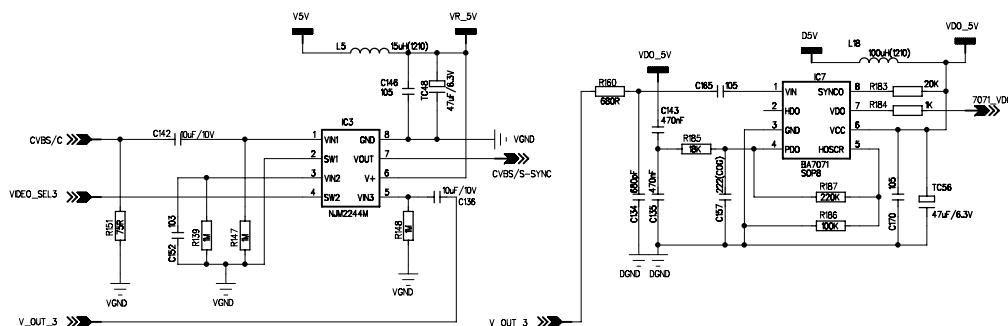 V5V
VR_5V
L5
15uH(1210)
C146
105
TC48
47uF/6.3V
IC3
CVBS/C
C142
10uF/10V
1
VIN1
GND
8
VGND
2
SW1
VOUT
7
CVBS/S-SYNC
3
VIN2
V+
6
VIDEO_SEL3
4
SW2
VIN3
5
NJM2244M
10uF/10V
C136
R151
75R
103
C152
R139
1M
R147
1M
R148
1M
VGND
VGND
VGND
V_OUT_3
D5V
L18
100uH(1210)
VDO_5V
VDO_5V
R160
680R
C165
105
C143
470nF
IC7
1
VIN
SYNCO
8
R183
20K
2
HDO
VDO
7
R184
1K
3
GND
VCC
6
4
PDO
HOSCR
5
BA7071
SOP8
R185
18K
680pF
C134
470nF
C135
222(COG)
C157
R187
220K
R186
100K
105
C170
TC56
47uF/6.3V
DGND
DGND
V_OUT_3